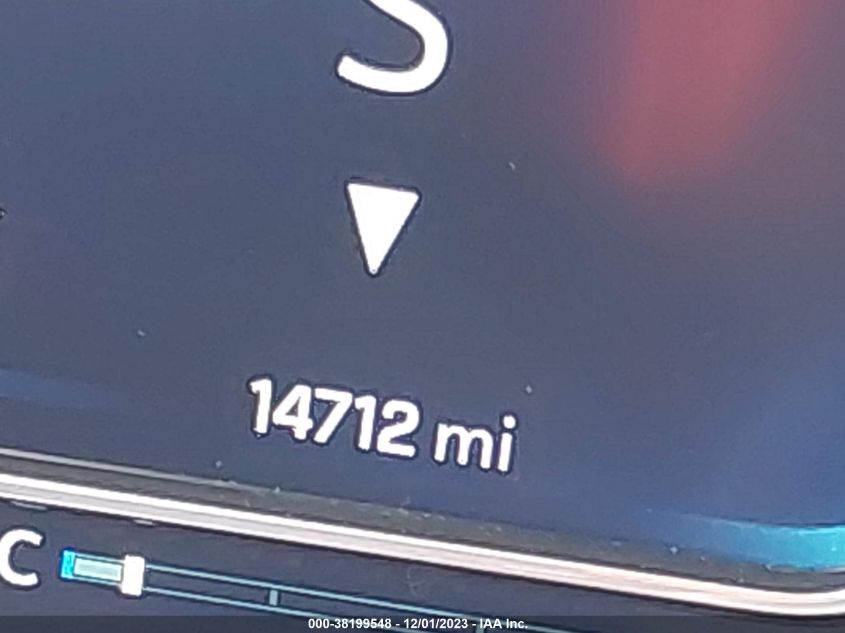 S
14712 mi
C
000-38199548 - 12/01/2023 - IAA Inc.